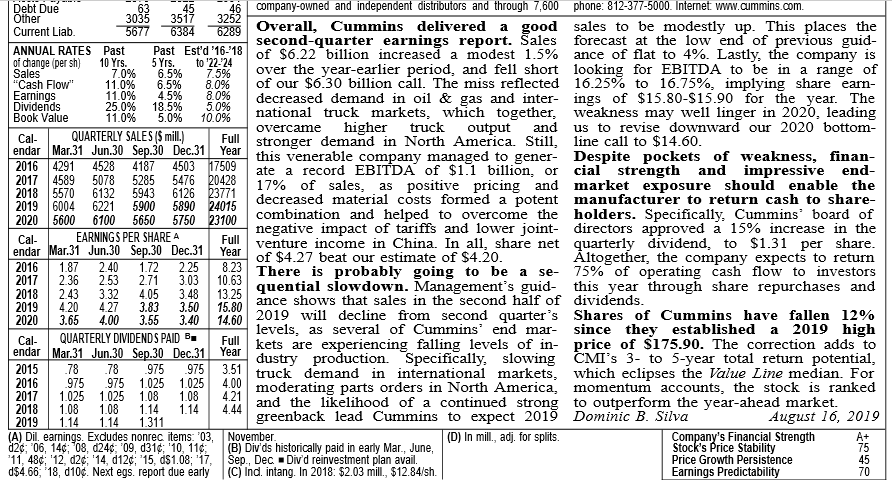 Debt Due 63 45 46
Other 3035 3517 3252
Current Liab. 5677 6384 6289
ANNUAL RATES Past Past Est'd '16-'18
of change (per sh) 10 Yrs. 5 Yrs. to '22-'24
Sales 7.0% 6.5% 7.5%
"Cash Flow" 11.0% 6.5% 8.0%
Earnings 11.0% 4.5% 8.0%
Dividends 25.0% 18.5% 5.0%
Book Value 11.0% 5.0% 10.0%
Cal- QUARTERLY SALES ($ mill.) Full
endar Mar.31 Jun.30 Sep.30 Dec.31 Year
2016 4291 4528 4187 4503 17509
2017 4589 5078 5285 5476 20428
2018 5570 6132 5943 6126 23771
2019 6004 6221 5900 5890 24015
2020 5600 6100 5650 5750 23100
Cal- EARNINGS PER SHARE A Full
endar Mar.31 Jun.30 Sep.30 Dec.31 Year
2016 1.87 2.40 1.72 2.25 8.23
2017 2.36 2.53 2.71 3.03 10.63
2018 2.43 3.32 4.05 3.48 13.25
2019 4.20 4.27 3.83 3.50 15.80
2020 3.65 4.00 3.55 3.40 14.60
Cal- QUARTERLY DIVIDENDS PAID B■ Full
endar Mar.31 Jun.30 Sep.30 Dec.31 Year
2015 .78 .78 .975 .975 3.51
2016 .975 .975 1.025 1.025 4.00
2017 1.025 1.025 1.08 1.08 4.21
2018 1.08 1.08 1.14 1.14 4.44
2019 1.14 1.14 1.311
company-owned and independent distributors and through 7,600
Overall, Cummins delivered a good
second-quarter earnings report. Sales
of $6.22 billion increased a modest 1.5%
over the year-earlier period, and fell short
of our $6.30 billion call. The miss reflected
decreased demand in oil & gas and inter-
national truck markets, which together,
overcame higher truck output and
stronger demand in North America. Still,
this venerable company managed to gener-
ate a record EBITDA of $1.1 billion, or
17% of sales, as positive pricing and
decreased material costs formed a potent
combination and helped to overcome the
negative impact of tariffs and lower joint-
venture income in China. In all, share net
of $4.27 beat our estimate of $4.20.
There is probably going to be a se-
quential slowdown. Management's guid-
ance shows that sales in the second half of
2019 will decline from second quarter's
levels, as several of Cummins' end mar-
kets are experiencing falling levels of in-
dustry production. Specifically, slowing
truck demand in international markets,
moderating parts orders in North America,
and the likelihood of a continued strong
greenback lead Cummins to expect 2019
phone: 812-377-5000. Internet: www.cummins.com.
sales to be modestly up. This places the
forecast at the low end of previous guid-
ance of flat to 4%. Lastly, the company is
looking for EBITDA to be in a range of
16.25% to 16.75%, implying share earn-
ings of $15.80-$15.90 for the year. The
weakness may well linger in 2020, leading
us to revise downward our 2020 bottom-
line call to $14.60.
Despite pockets of weakness, finan-
cial strength and impressive end-
market exposure should enable the
manufacturer to return cash to share-
holders. Specifically, Cummins' board of
directors approved a 15% increase in the
quarterly dividend, to $1.31 per share.
Altogether, the company expects to return
75% of operating cash flow to investors
this year through share repurchases and
dividends.
Shares of Cummins have fallen 12%
since they established a 2019 high
price of $175.90. The correction adds to
CMI's 3- to 5-year total return potential,
which eclipses the Value Line median. For
momentum accounts, the stock is ranked
to outperform the year-ahead market.
Dominic B. Silva August 16, 2019
(A) Dil. earnings. Excludes nonrec. items: '03,
d2¢; '06, 14¢; '08, d24¢; '09, d31¢; '10, 11¢;
'11, 48¢; '12, d2¢; '14, d12¢; '15, d$1.08; '17,
d$4.66; '18, d10¢. Next egs. report due early
November.
(B) Div'ds historically paid in early Mar., June,
Sep., Dec. ■ Div'd reinvestment plan avail.
(C) Incl. intang. In 2018: $2.03 mill., $12.84/sh.
(D) In mill., adj. for splits.
Company's Financial Strength A+
Stock's Price Stability 75
Price Growth Persistence 45
Earnings Predictability 70